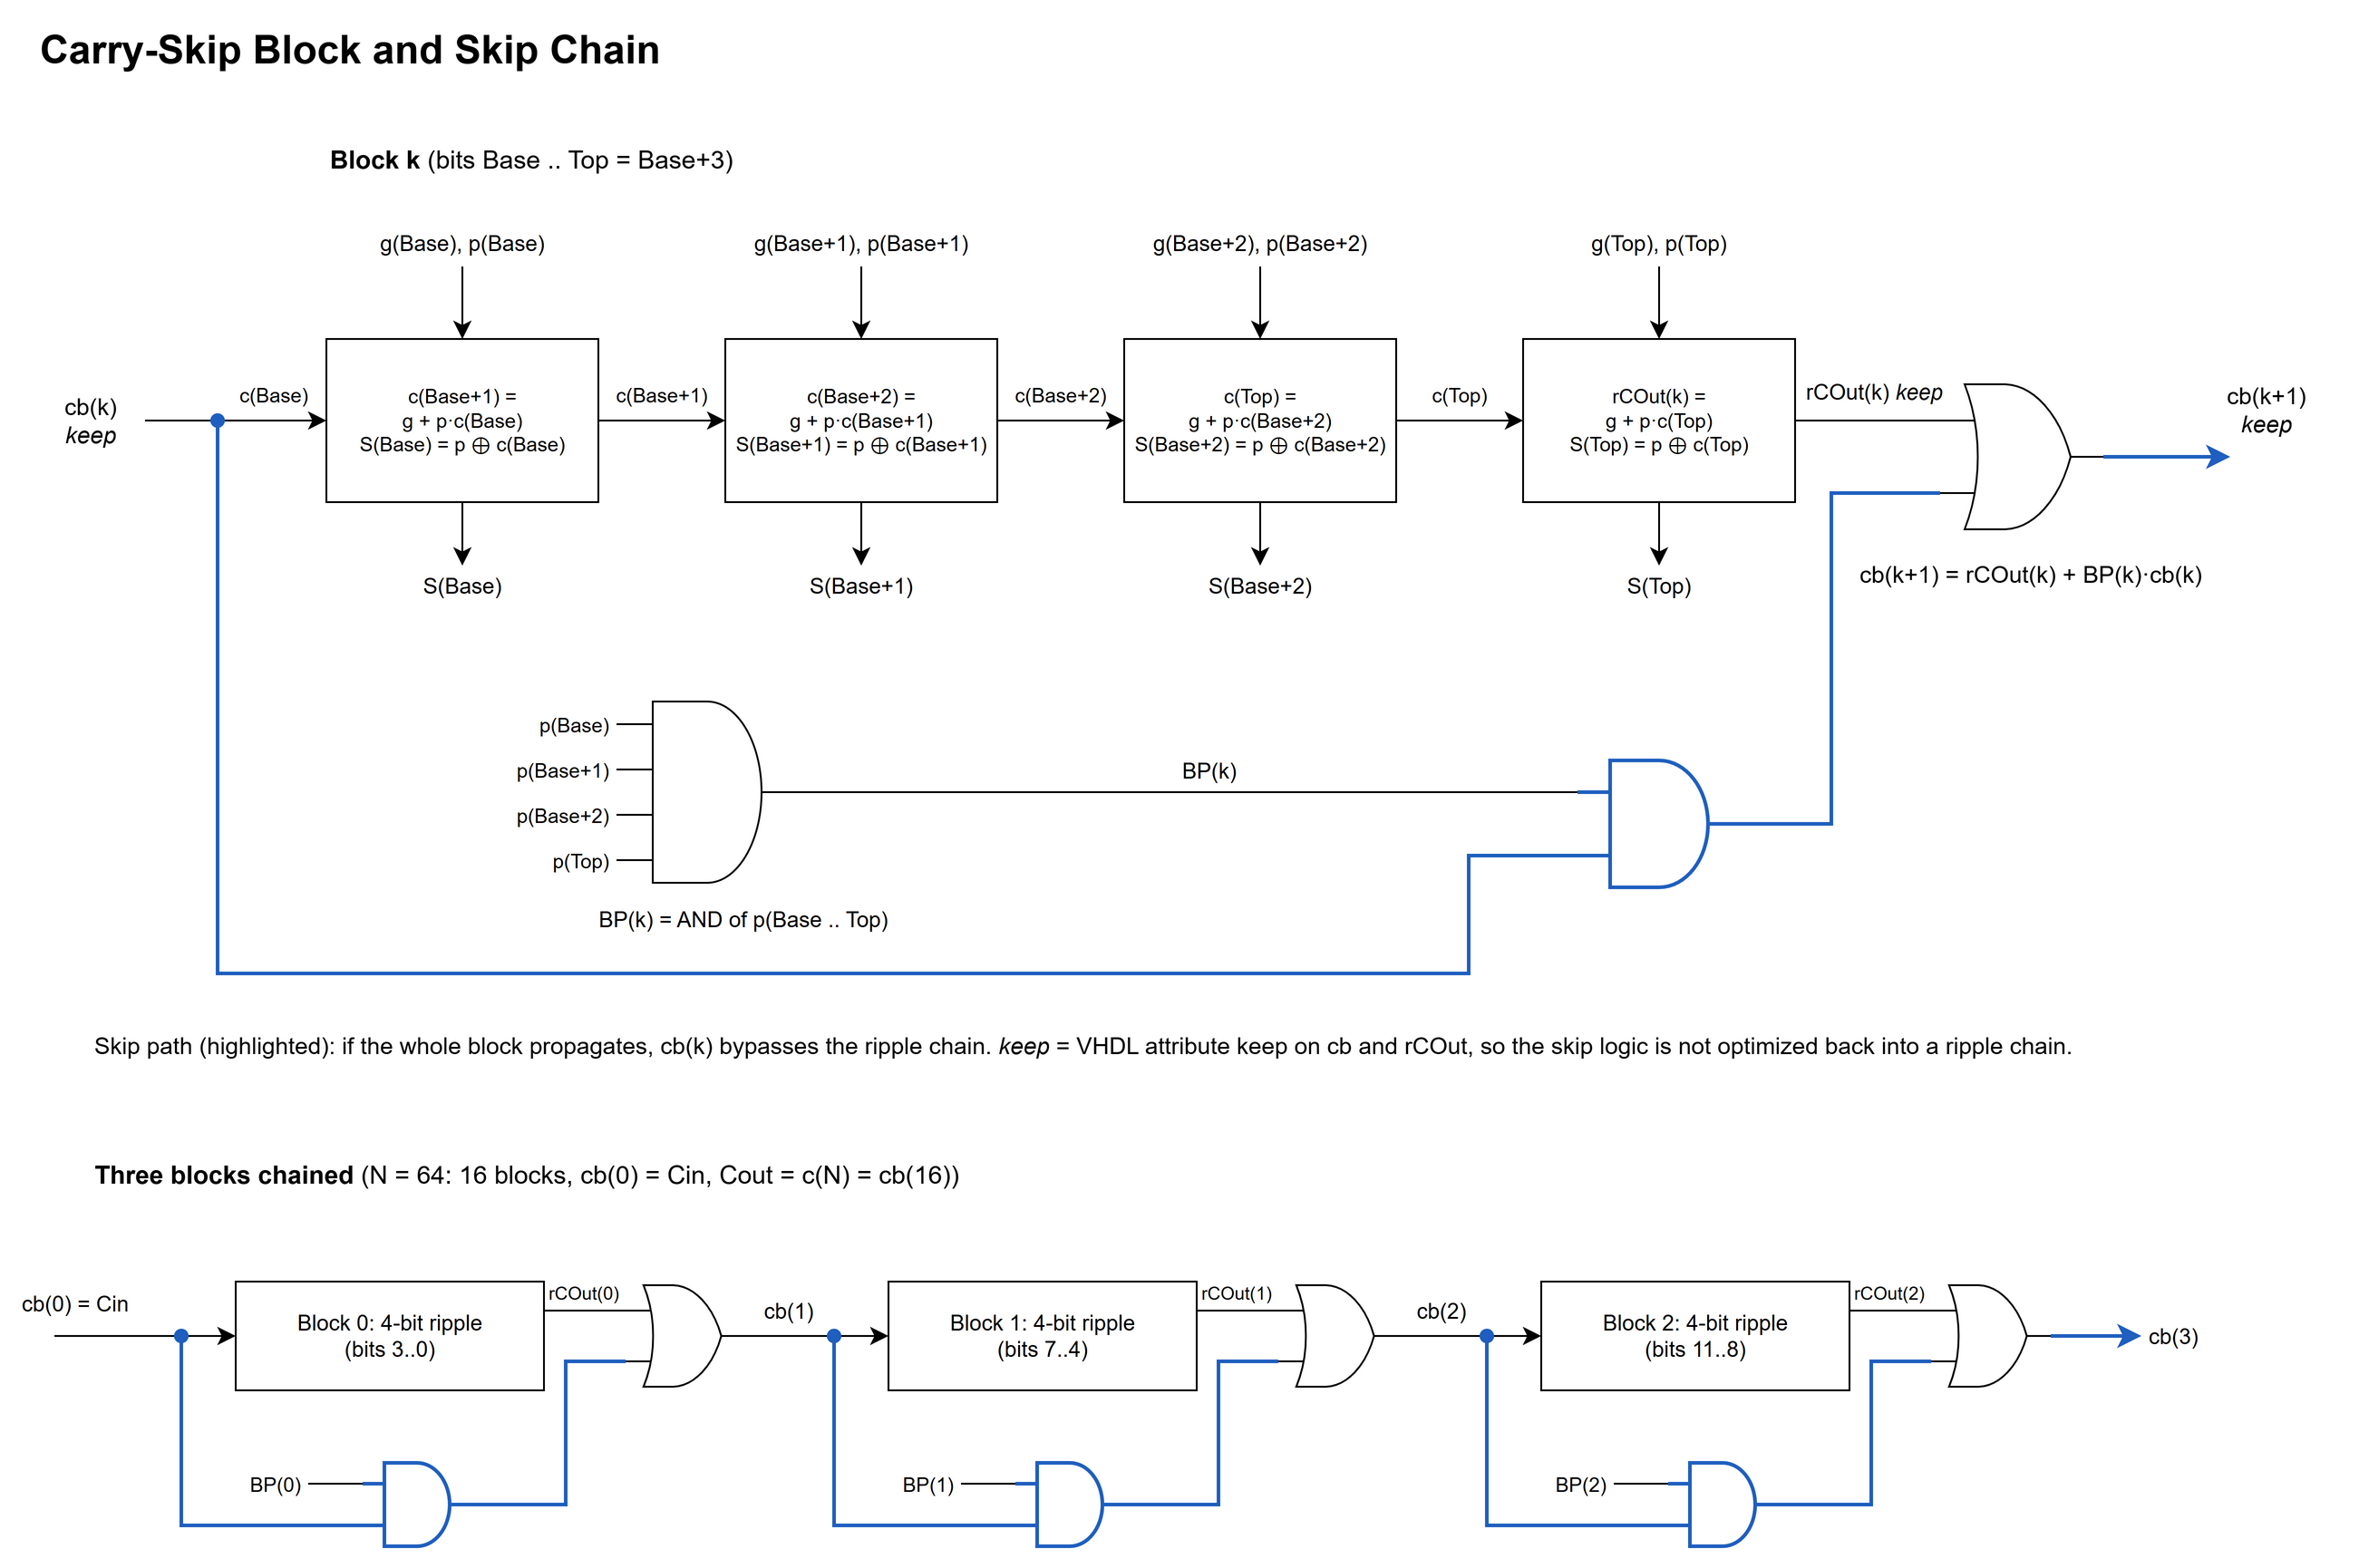 Carry-Skip Block and Skip Chain
Block k (bits Base .. Top = Base+3)
g(Base), p(Base)
g(Base+1), p(Base+1)
g(Base+2), p(Base+2)
g(Top), p(Top)
cb(k)
keep
c(Base)
c(Base+1) =
g + p·c(Base)
S(Base) = p ⊕ c(Base)
c(Base+1)
c(Base+2) =
g + p·c(Base+1)
S(Base+1) = p ⊕ c(Base+1)
c(Base+2)
c(Top) =
g + p·c(Base+2)
S(Base+2) = p ⊕ c(Base+2)
c(Top)
rCOut(k) =
g + p·c(Top)
S(Top) = p ⊕ c(Top)
rCOut(k) keep
cb(k+1)
keep
S(Base)
S(Base+1)
S(Base+2)
S(Top)
cb(k+1) = rCOut(k) + BP(k)·cb(k)
p(Base)
p(Base+1)
p(Base+2)
p(Top)
BP(k)
BP(k) = AND of p(Base .. Top)
Skip path (highlighted): if the whole block propagates, cb(k) bypasses the ripple chain. keep = VHDL attribute keep on cb and rCOut, so the skip logic is not optimized back into a ripple chain.
Three blocks chained (N = 64: 16 blocks, cb(0) = Cin, Cout = c(N) = cb(16))
cb(0) = Cin
Block 0: 4-bit ripple
(bits 3..0)
rCOut(0)
cb(1)
Block 1: 4-bit ripple
(bits 7..4)
rCOut(1)
cb(2)
Block 2: 4-bit ripple
(bits 11..8)
rCOut(2)
cb(3)
BP(0)
BP(1)
BP(2)